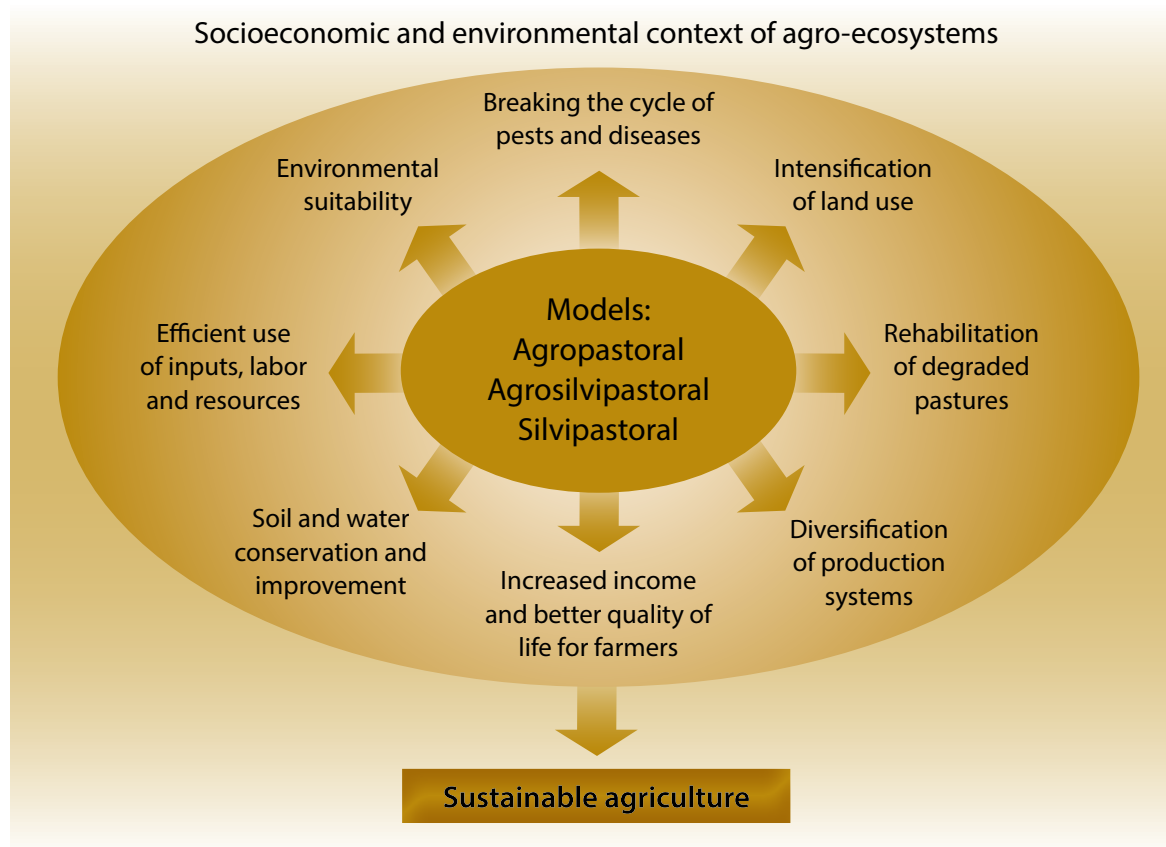 Socioeconomic and environmental context of agro-ecosystems
Breaking the cycle of
pests and diseases
Environmental
suitability
Intensification
of land use
Efficient use
of inputs, labor
and resources
Models:
Agropastoral
Agrosilvipastoral
Silvipastoral
Rehabilitation
of degraded
pastures
Soil and water
conservation and
improvement
Increased income
and better quality of
life for farmers
Diversification
of production
systems
Sustainable agriculture